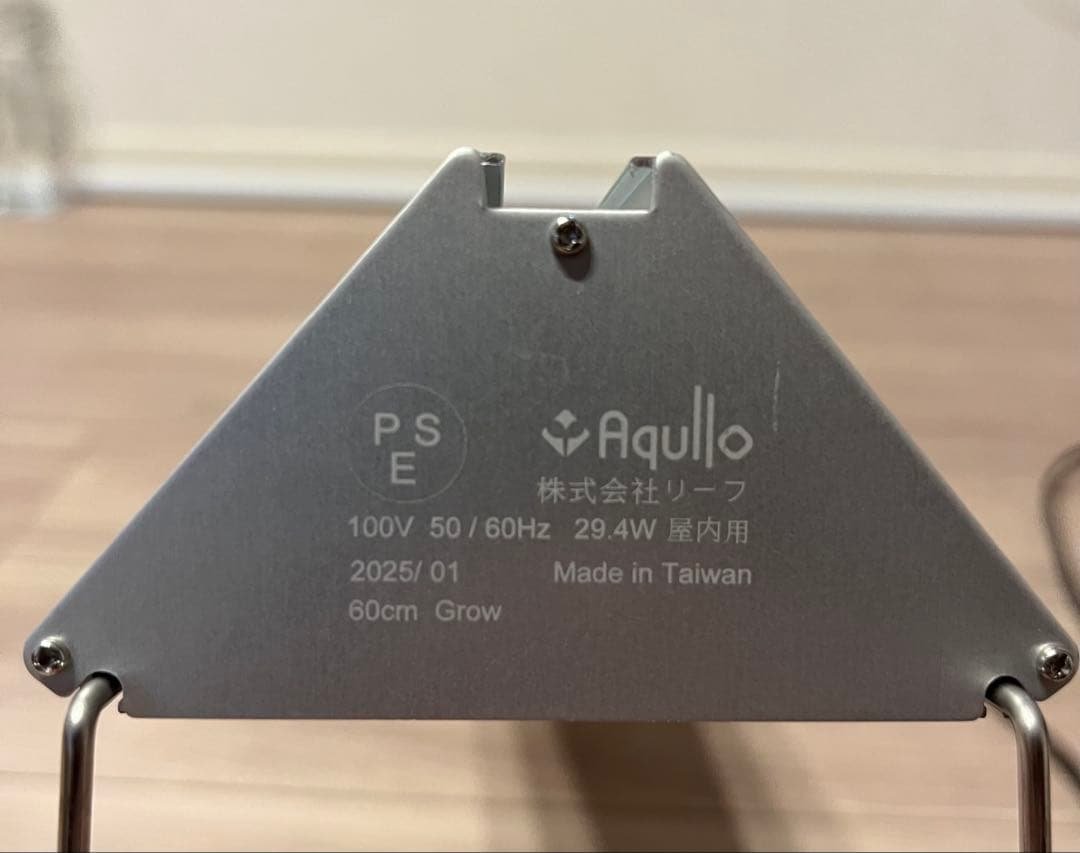 PSE Aqullo
株式会社リーフ
100V 50 / 60Hz 29.4W 屋内用
2025/ 01 Made in Taiwan
60cm Grow